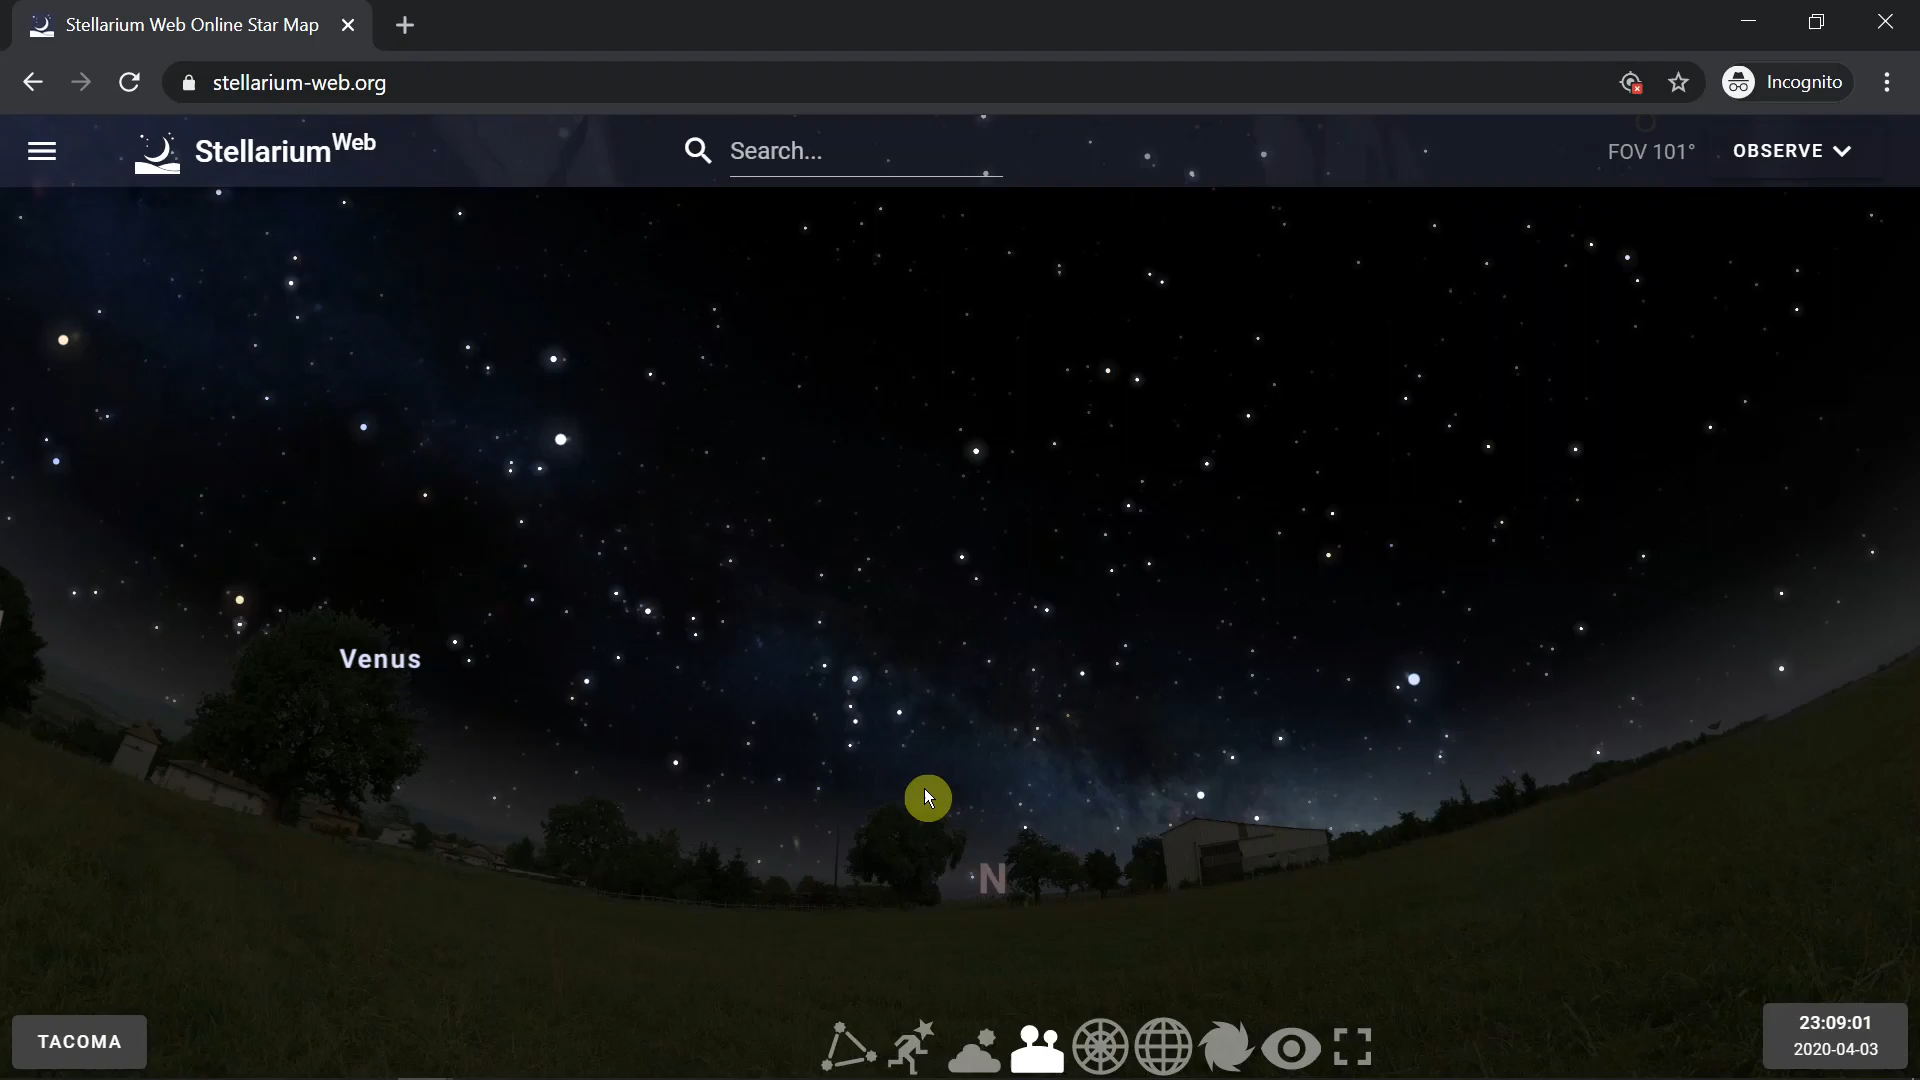 Stellarium Web Online Star Map
stellarium-web.org
Incognito
StellariumWeb
Search...
FOV 101°
OBSERVE
Venus
N
TACOMA
23:09:01
2020-04-03